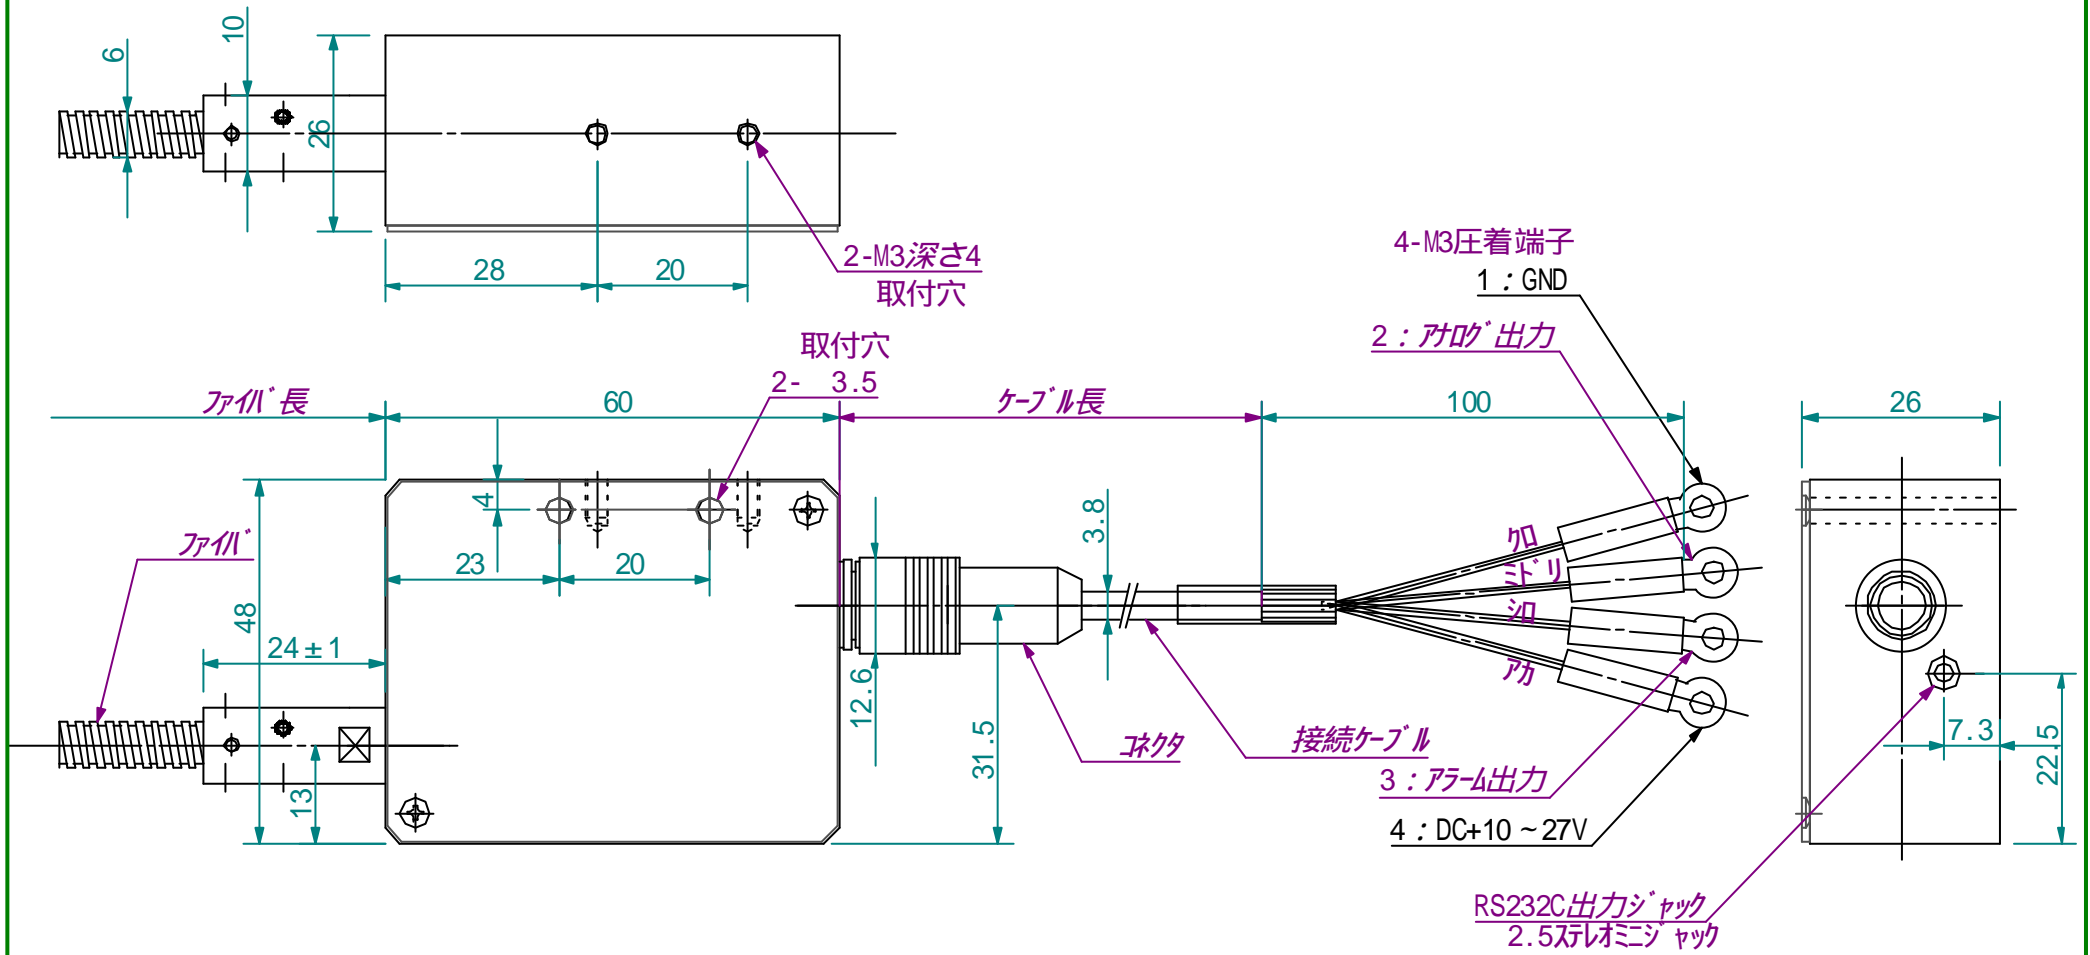 6
10
26
28
20
2-M3深さ4
取付穴
4-M3圧着端子
1：GND
2：ｱﾅﾛｸﾞ出力
取付穴
2-　3.5
ﾌｧｲﾊﾞ長
60
ｹｰﾌﾞﾙ長
100
26
ﾌｧｲﾊﾞ
4
23
20
48
24±1
13
12.6
31.5
3.8
ｸﾛ
ﾐﾄﾞﾘ
ｼﾛ
ｱｶ
ｺﾈｸﾀ
接続ｹｰﾌﾞﾙ
3：ｱﾗｰﾑ出力
4：DC+10～27V
7.3
22.5
RS232C出力ｼﾞｬｯｸ
2.5ｽﾃﾚｵﾐﾆｼﾞｬｯｸ